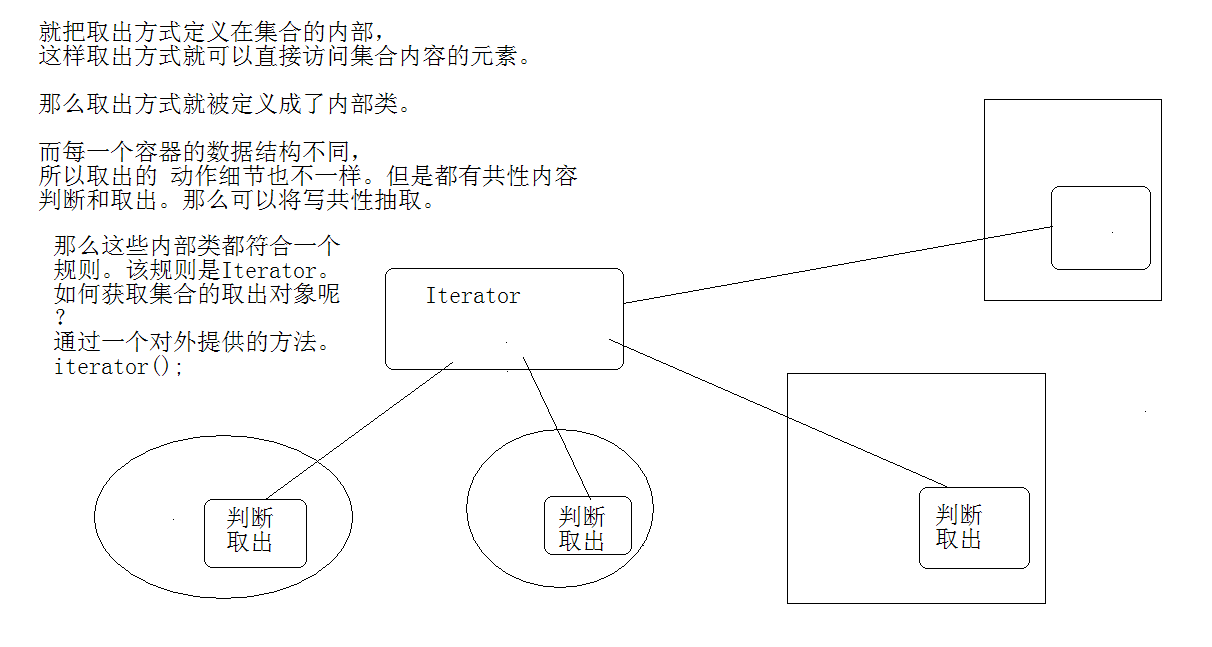 就把取出方式定义在集合的内部，
这样取出方式就可以直接访问集合内容的元素。
那么取出方式就被定义成了内部类。
而每一个容器的数据结构不同，
所以取出的 动作细节也不一样。但是都有共性内容
判断和取出。那么可以将写共性抽取。
那么这些内部类都符合一个
规则。该规则是Iterator。
如何获取集合的取出对象呢
？
通过一个对外提供的方法。
iterator();
Iterator
判断
取出
判断
取出
判断
取出